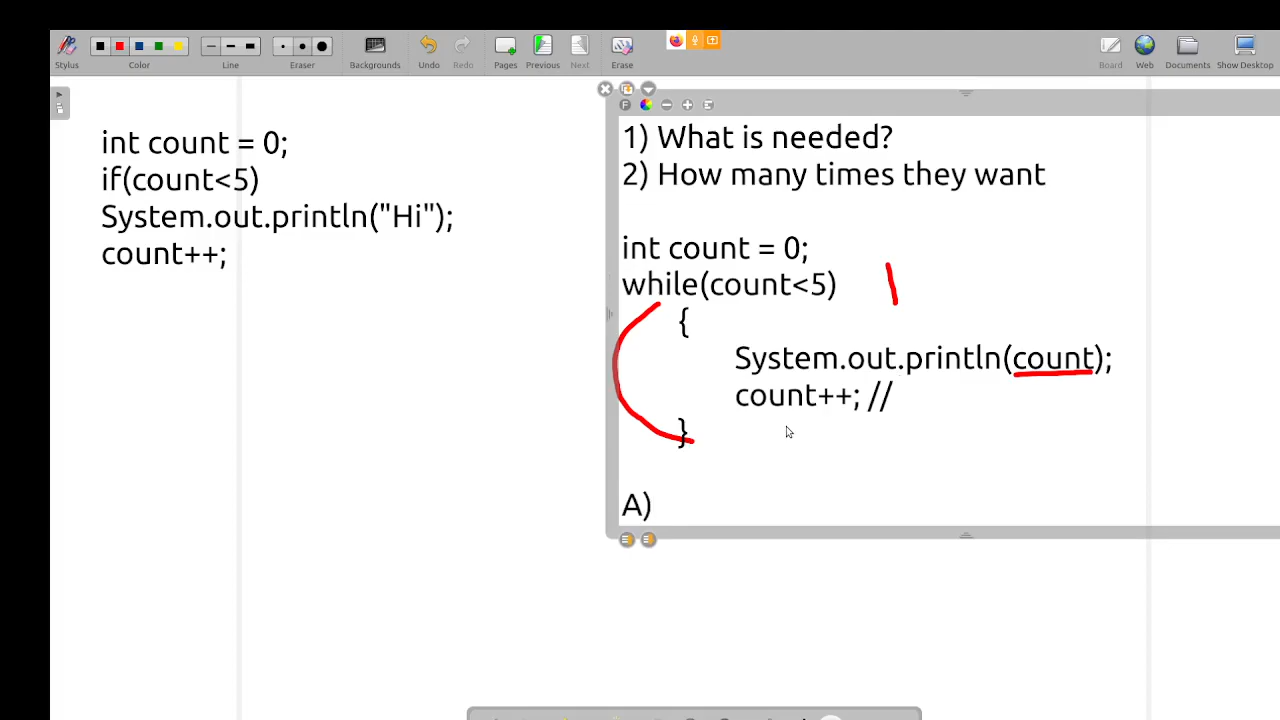 Stylus
Color
Line
Eraser
Backgrounds
Undo
Redo
Pages
Previous
Next
Erase
Board
Web
Documents
Show Desktop
int count = 0;
if(count<5)
System.out.println("Hi");
count++;
F
1) What is needed?
2) How many times they want
int count = 0;
while(count<5)
{
System.out.println(count);
count++; //
}
A)